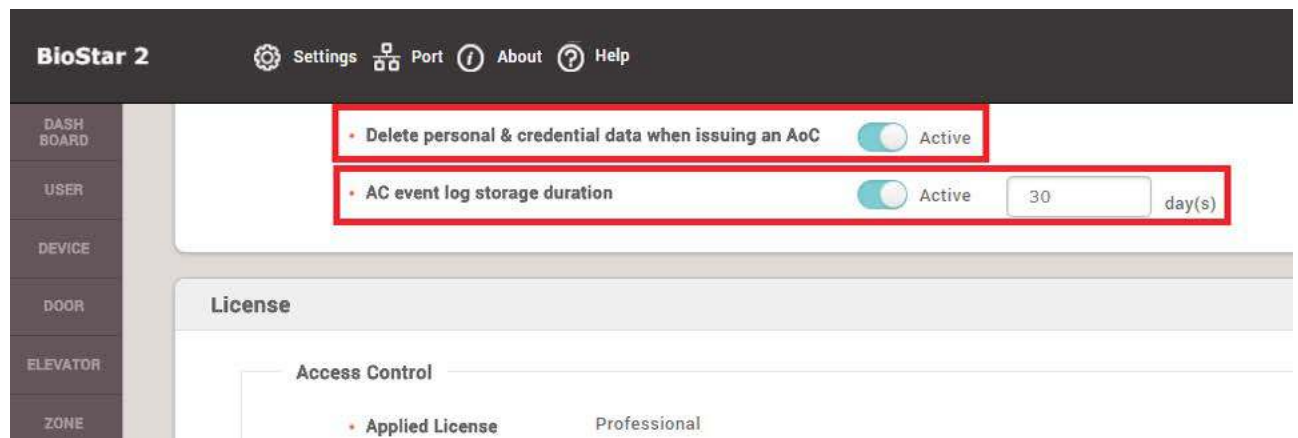 BioStar 2
Settings Port About Help
DASH
BOARD
USER
DEVICE
DOOR
ELEVATOR
ZONE
• Delete personal & credential data when issuing an AoC Active
• AC event log storage duration Active 30 day(s)
License
Access Control
• Applied License Professional